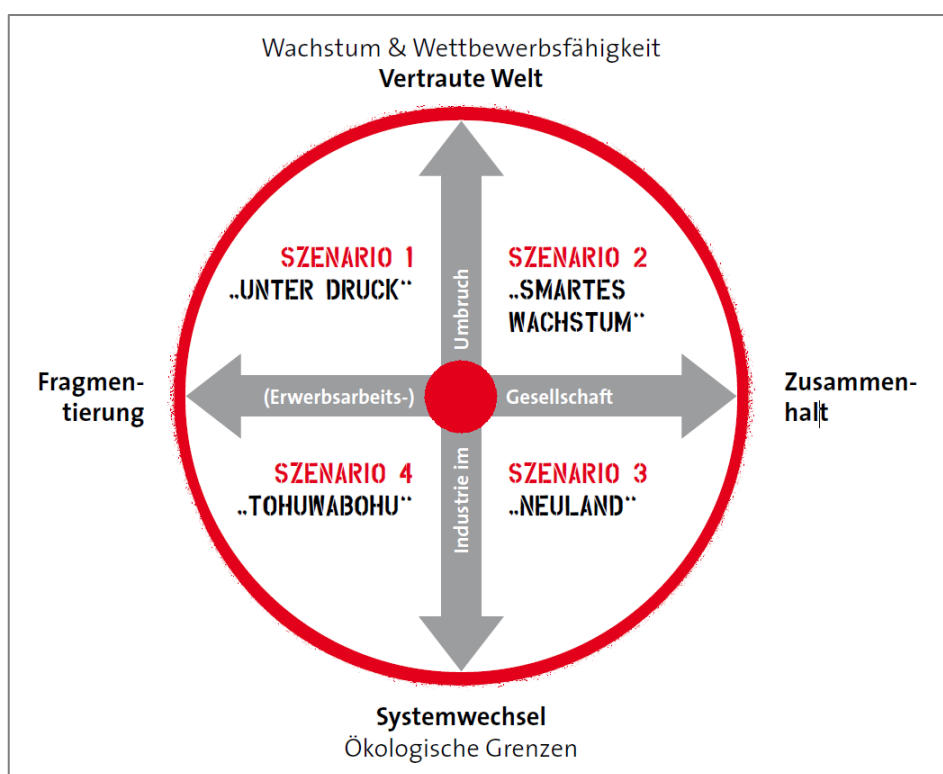 Wachstum & Wettbewerbsfähigkeit
Vertraute Welt
SZENARIO 1
„UNTER DRUCK“
SZENARIO 2
„SMARTES
WACHSTUM“
Umbruch
Fragmen-
tierung
(Erwerbsarbeits-)
Gesellschaft
Zusammen-
halt
SZENARIO 4
„TOHUWABOHU“
Industrie im
SZENARIO 3
„NEULAND“
Systemwechsel
Ökologische Grenzen